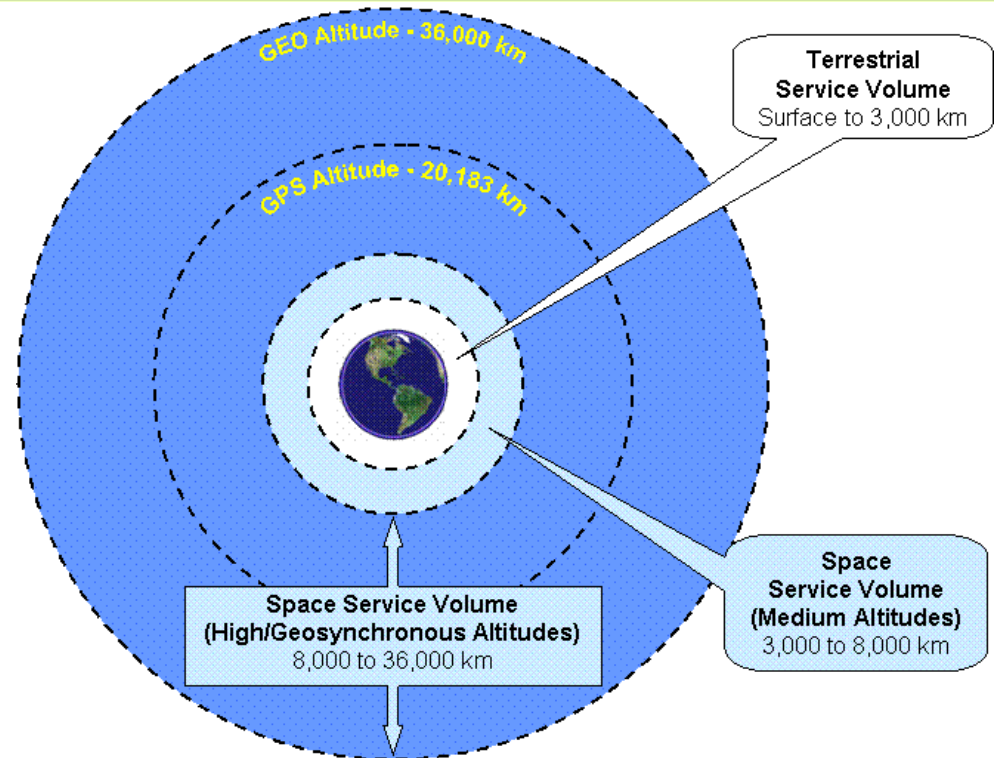 GEO Altitude - 36,000 km
Terrestrial
Service Volume
Surface to 3,000 km
GPS Altitude - 20,183 km
Space
Service Volume
(Medium Altitudes)
3,000 to 8,000 km
Space Service Volume
(High/Geosynchronous Altitudes)
8,000 to 36,000 km